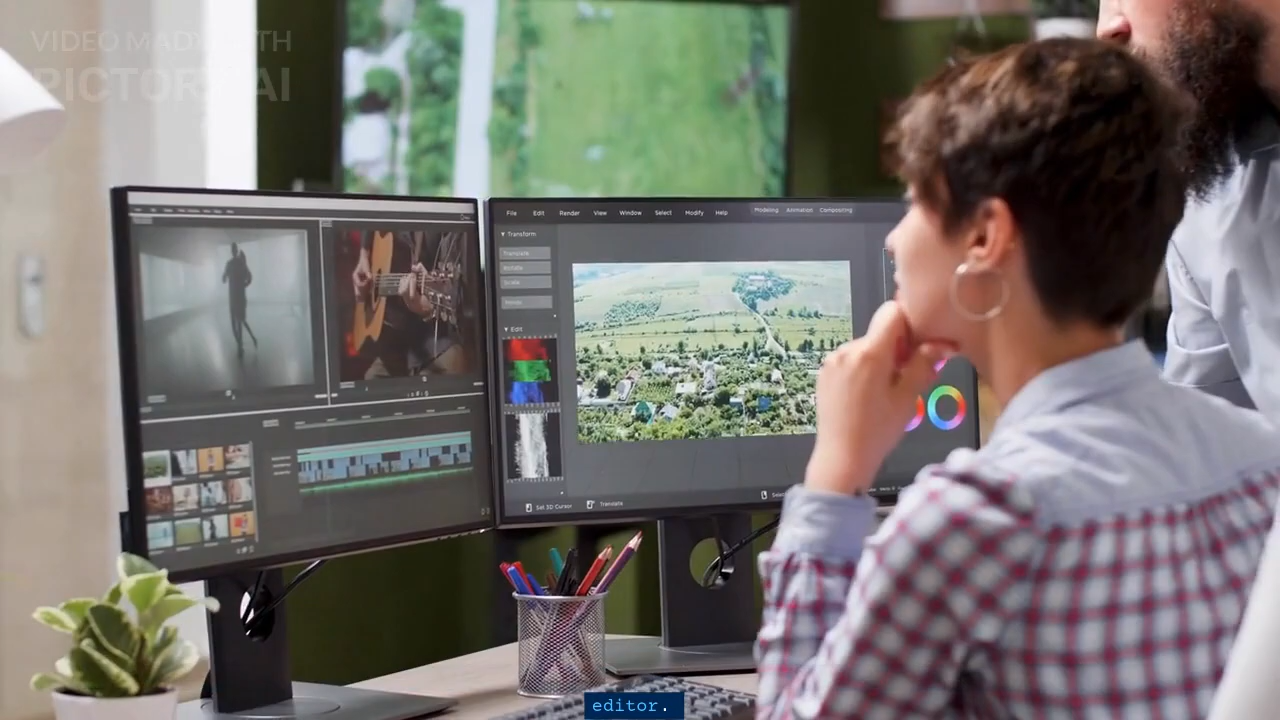 VIDEO MADE WITH
PICTORY.AI
File Edit Render View Window Select Modify Help Modeling Animation Compositing
Transform
Translate
Rotate
Scale
Edit
Set 3D Cursor Translate
editor.